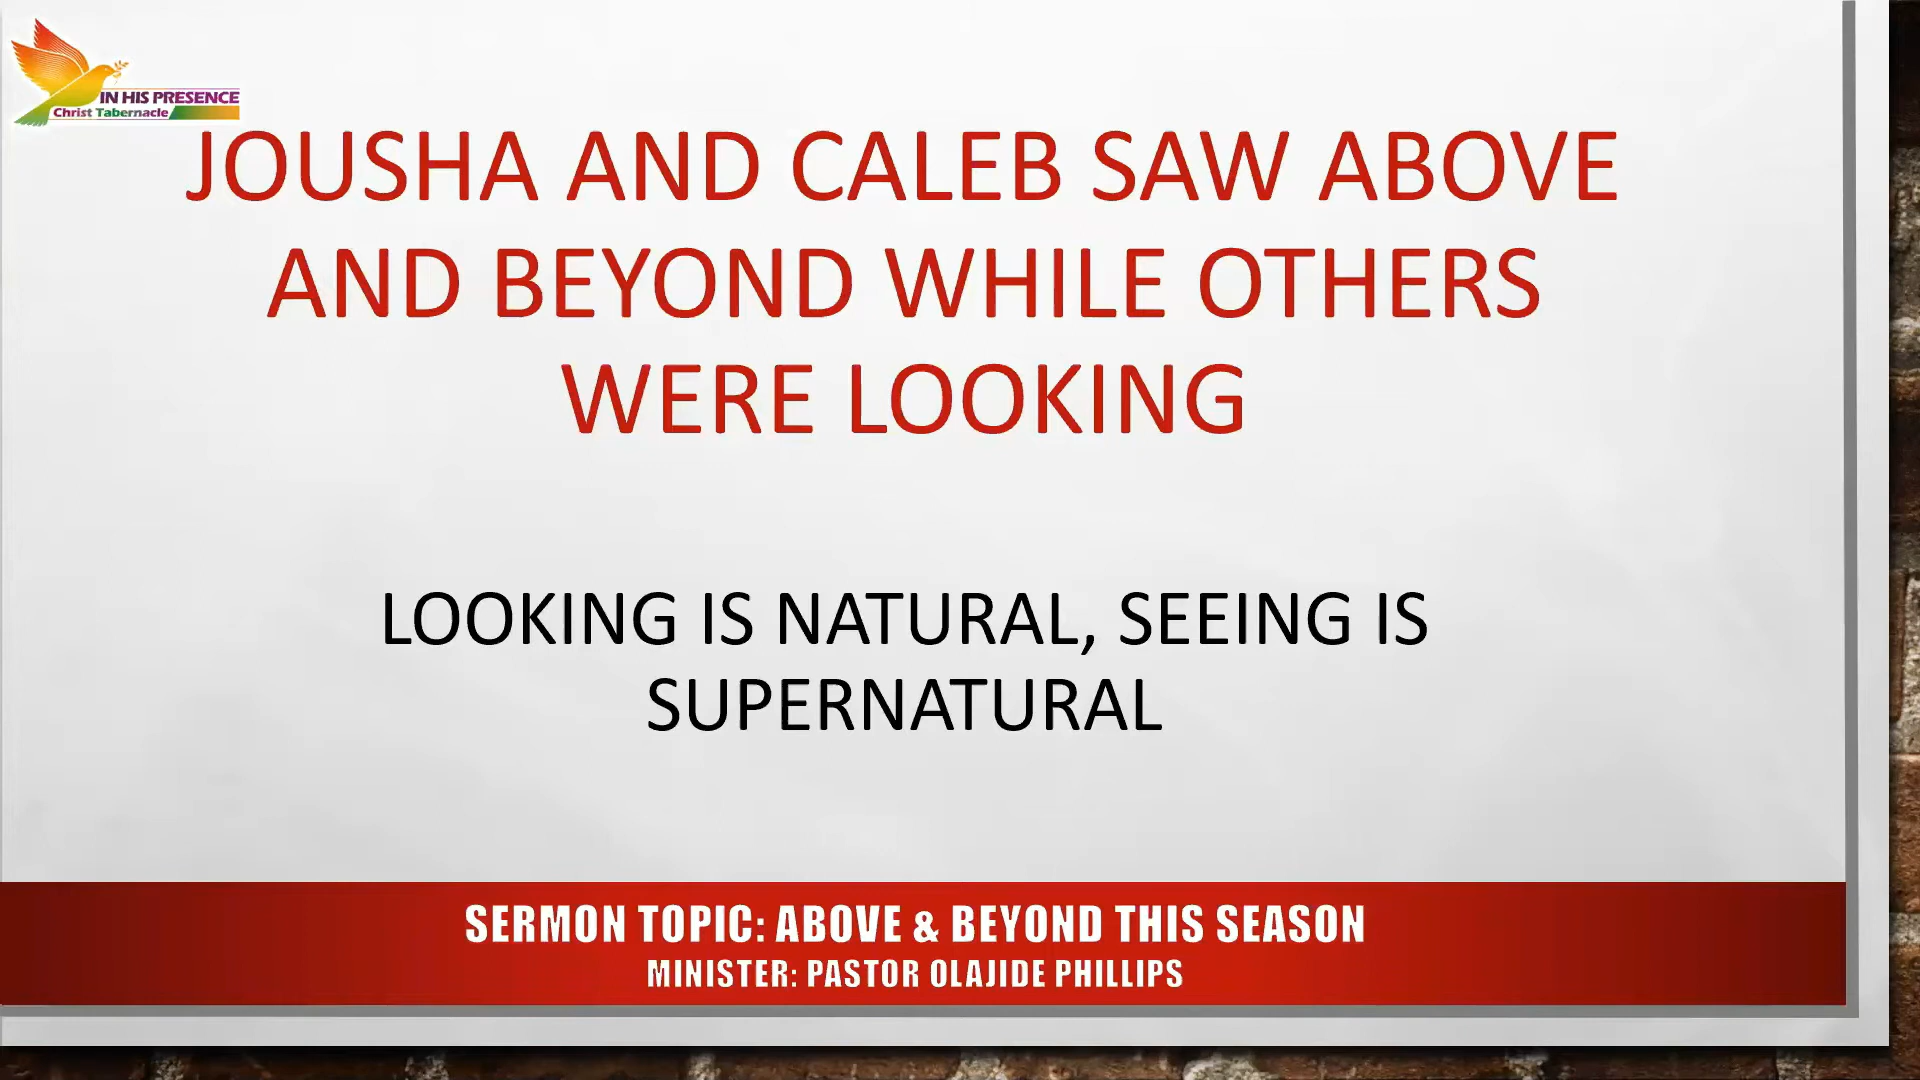 IN HIS PRESENCE
Christ Tabernacle
JOUSHA AND CALEB SAW ABOVE
AND BEYOND WHILE OTHERS
WERE LOOKING
LOOKING IS NATURAL, SEEING IS
SUPERNATURAL
SERMON TOPIC: ABOVE & BEYOND THIS SEASON
MINISTER: PASTOR OLAJIDE PHILLIPS